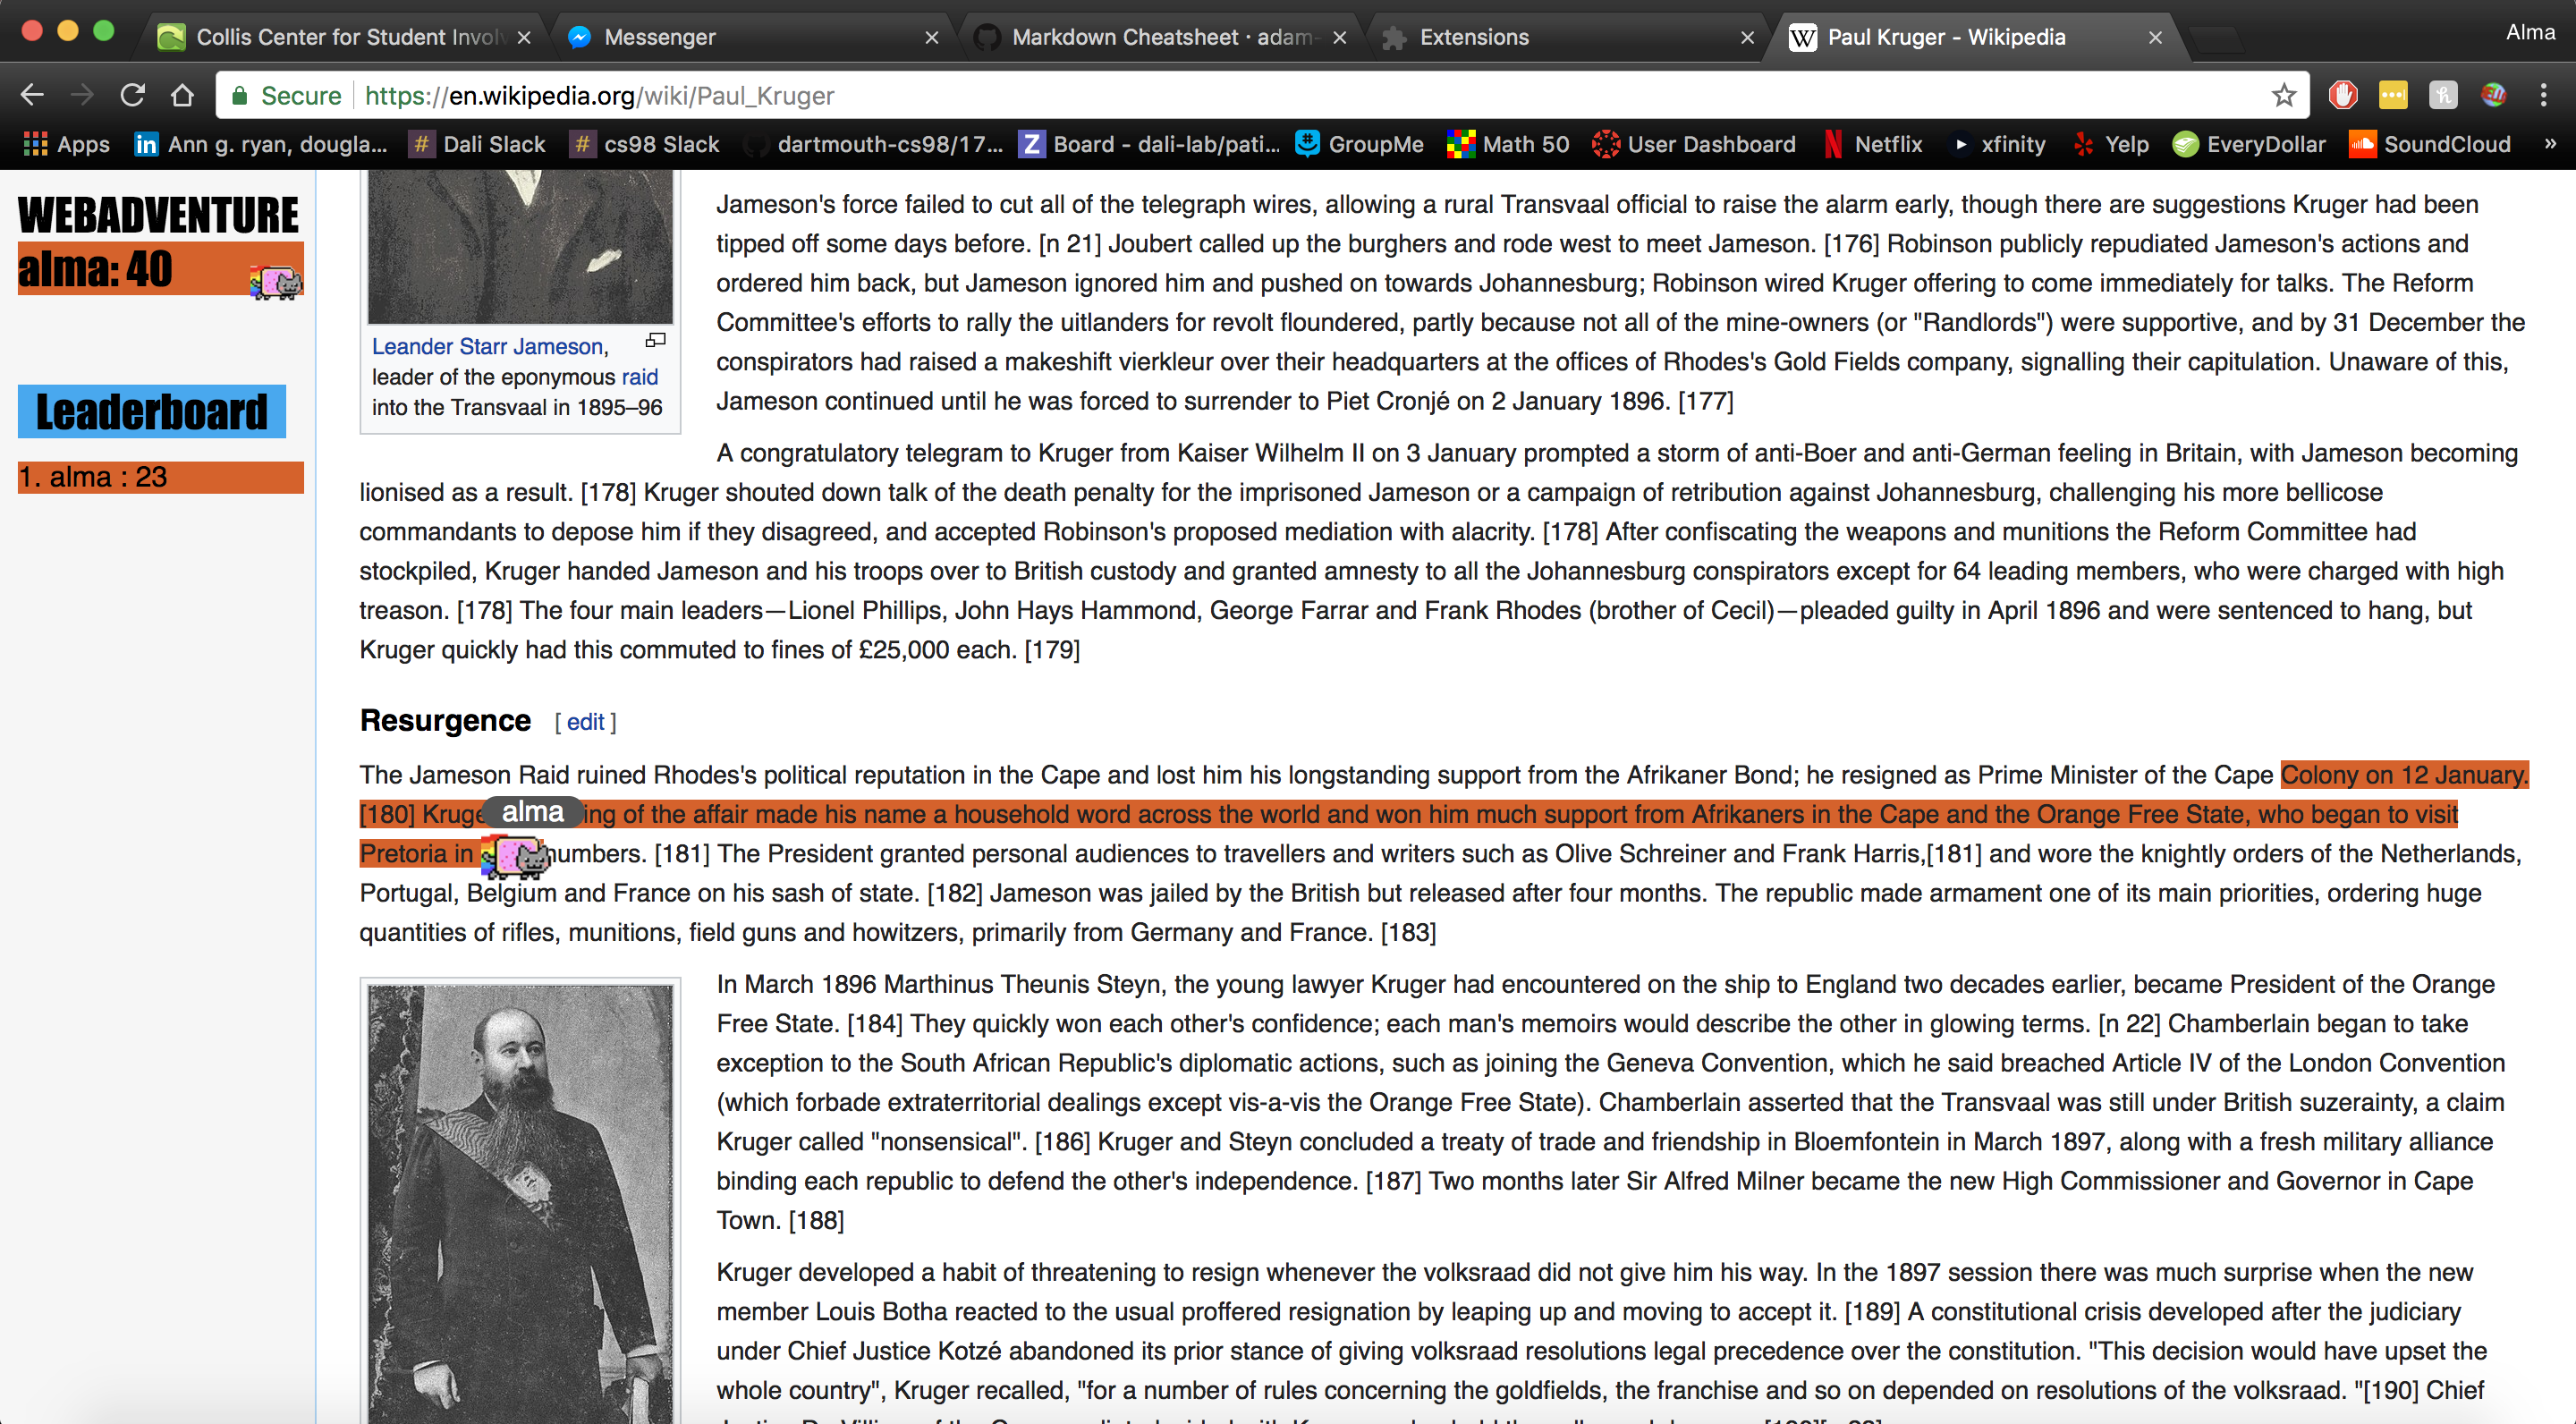 Collis Center for Student Invol
Messenger
Markdown Cheatsheet · adam-
Extensions
Paul Kruger - Wikipedia
Alma
Secure https://en.wikipedia.org/wiki/Paul_Kruger
Apps
Ann g. ryan, dougla...
Dali Slack
cs98 Slack
dartmouth-cs98/17...
Board - dali-lab/pati...
GroupMe
Math 50
User Dashboard
Netflix
xfinity
Yelp
EveryDollar
SoundCloud
»
WEBADVENTURE
alma: 40
Leaderboard
1. alma : 23
Leander Starr Jameson,
leader of the eponymous raid
into the Transvaal in 1895–96
Jameson's force failed to cut all of the telegraph wires, allowing a rural Transvaal official to raise the alarm early, though there are suggestions Kruger had been
tipped off some days before. [n 21] Joubert called up the burghers and rode west to meet Jameson. [176] Robinson publicly repudiated Jameson's actions and
ordered him back, but Jameson ignored him and pushed on towards Johannesburg; Robinson wired Kruger offering to come immediately for talks. The Reform
Committee's efforts to rally the uitlanders for revolt floundered, partly because not all of the mine-owners (or "Randlords") were supportive, and by 31 December the
conspirators had raised a makeshift vierkleur over their headquarters at the offices of Rhodes's Gold Fields company, signalling their capitulation. Unaware of this,
Jameson continued until he was forced to surrender to Piet Cronjé on 2 January 1896. [177]
A congratulatory telegram to Kruger from Kaiser Wilhelm II on 3 January prompted a storm of anti-Boer and anti-German feeling in Britain, with Jameson becoming
lionised as a result. [178] Kruger shouted down talk of the death penalty for the imprisoned Jameson or a campaign of retribution against Johannesburg, challenging his more bellicose
commandants to depose him if they disagreed, and accepted Robinson's proposed mediation with alacrity. [178] After confiscating the weapons and munitions the Reform Committee had
stockpiled, Kruger handed Jameson and his troops over to British custody and granted amnesty to all the Johannesburg conspirators except for 64 leading members, who were charged with high
treason. [178] The four main leaders—Lionel Phillips, John Hays Hammond, George Farrar and Frank Rhodes (brother of Cecil)—pleaded guilty in April 1896 and were sentenced to hang, but
Kruger quickly had this commuted to fines of £25,000 each. [179]
Resurgence [ edit ]
The Jameson Raid ruined Rhodes's political reputation in the Cape and lost him his longstanding support from the Afrikaner Bond; he resigned as Prime Minister of the Cape Colony on 12 January.
[180] Kruge alma ing of the affair made his name a household word across the world and won him much support from Afrikaners in the Cape and the Orange Free State, who began to visit
Pretoria in numbers. [181] The President granted personal audiences to travellers and writers such as Olive Schreiner and Frank Harris,[181] and wore the knightly orders of the Netherlands,
Portugal, Belgium and France on his sash of state. [182] Jameson was jailed by the British but released after four months. The republic made armament one of its main priorities, ordering huge
quantities of rifles, munitions, field guns and howitzers, primarily from Germany and France. [183]
In March 1896 Marthinus Theunis Steyn, the young lawyer Kruger had encountered on the ship to England two decades earlier, became President of the Orange
Free State. [184] They quickly won each other's confidence; each man's memoirs would describe the other in glowing terms. [n 22] Chamberlain began to take
exception to the South African Republic's diplomatic actions, such as joining the Geneva Convention, which he said breached Article IV of the London Convention
(which forbade extraterritorial dealings except vis-a-vis the Orange Free State). Chamberlain asserted that the Transvaal was still under British suzerainty, a claim
Kruger called "nonsensical". [186] Kruger and Steyn concluded a treaty of trade and friendship in Bloemfontein in March 1897, along with a fresh military alliance
binding each republic to defend the other's independence. [187] Two months later Sir Alfred Milner became the new High Commissioner and Governor in Cape
Town. [188]
Kruger developed a habit of threatening to resign whenever the volksraad did not give him his way. In the 1897 session there was much surprise when the new
member Louis Botha reacted to the usual proffered resignation by leaping up and moving to accept it. [189] A constitutional crisis developed after the judiciary
under Chief Justice Kotzé abandoned its prior stance of giving volksraad resolutions legal precedence over the constitution. "This decision would have upset the
whole country", Kruger recalled, "for a number of rules concerning the goldfields, the franchise and so on depended on resolutions of the volksraad. "[190] Chief